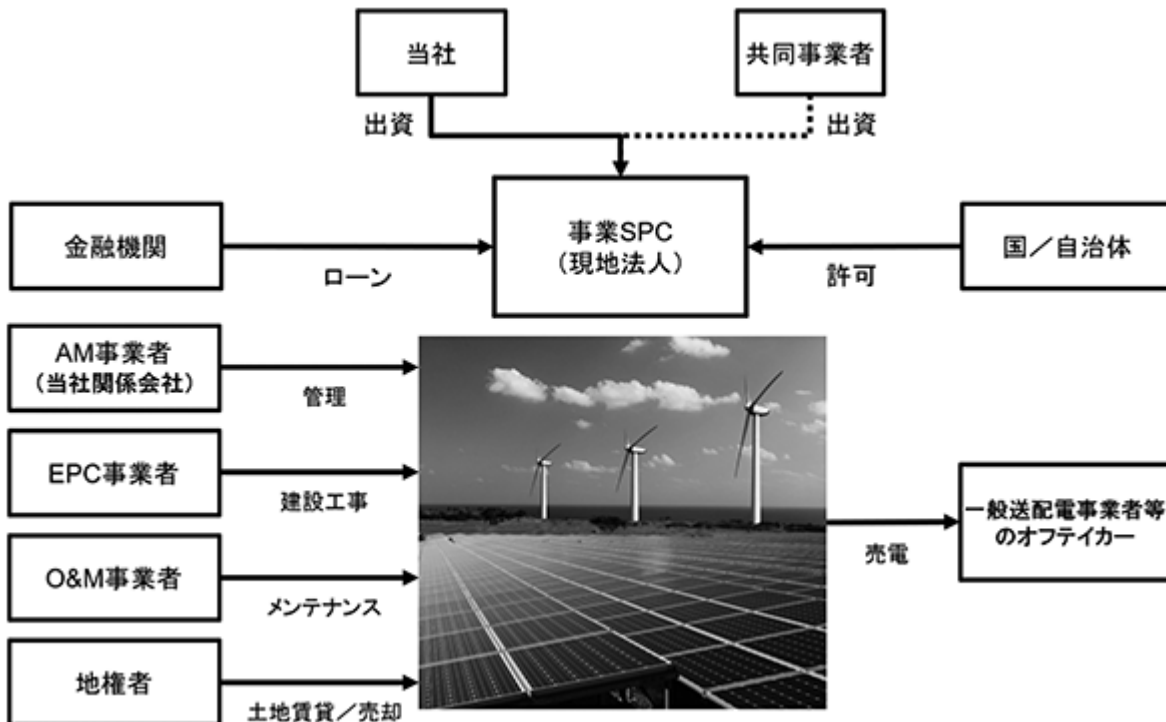 当社
共同事業者
出資
出資
金融機関
ローン
事業SPC
（現地法人）
許可
国／自治体
AM事業者
（当社関係会社）
管理
EPC事業者
建設工事
O&M事業者
メンテナンス
地権者
土地賃貸／売却
売電
一般送配電事業者等
のオフテイカー